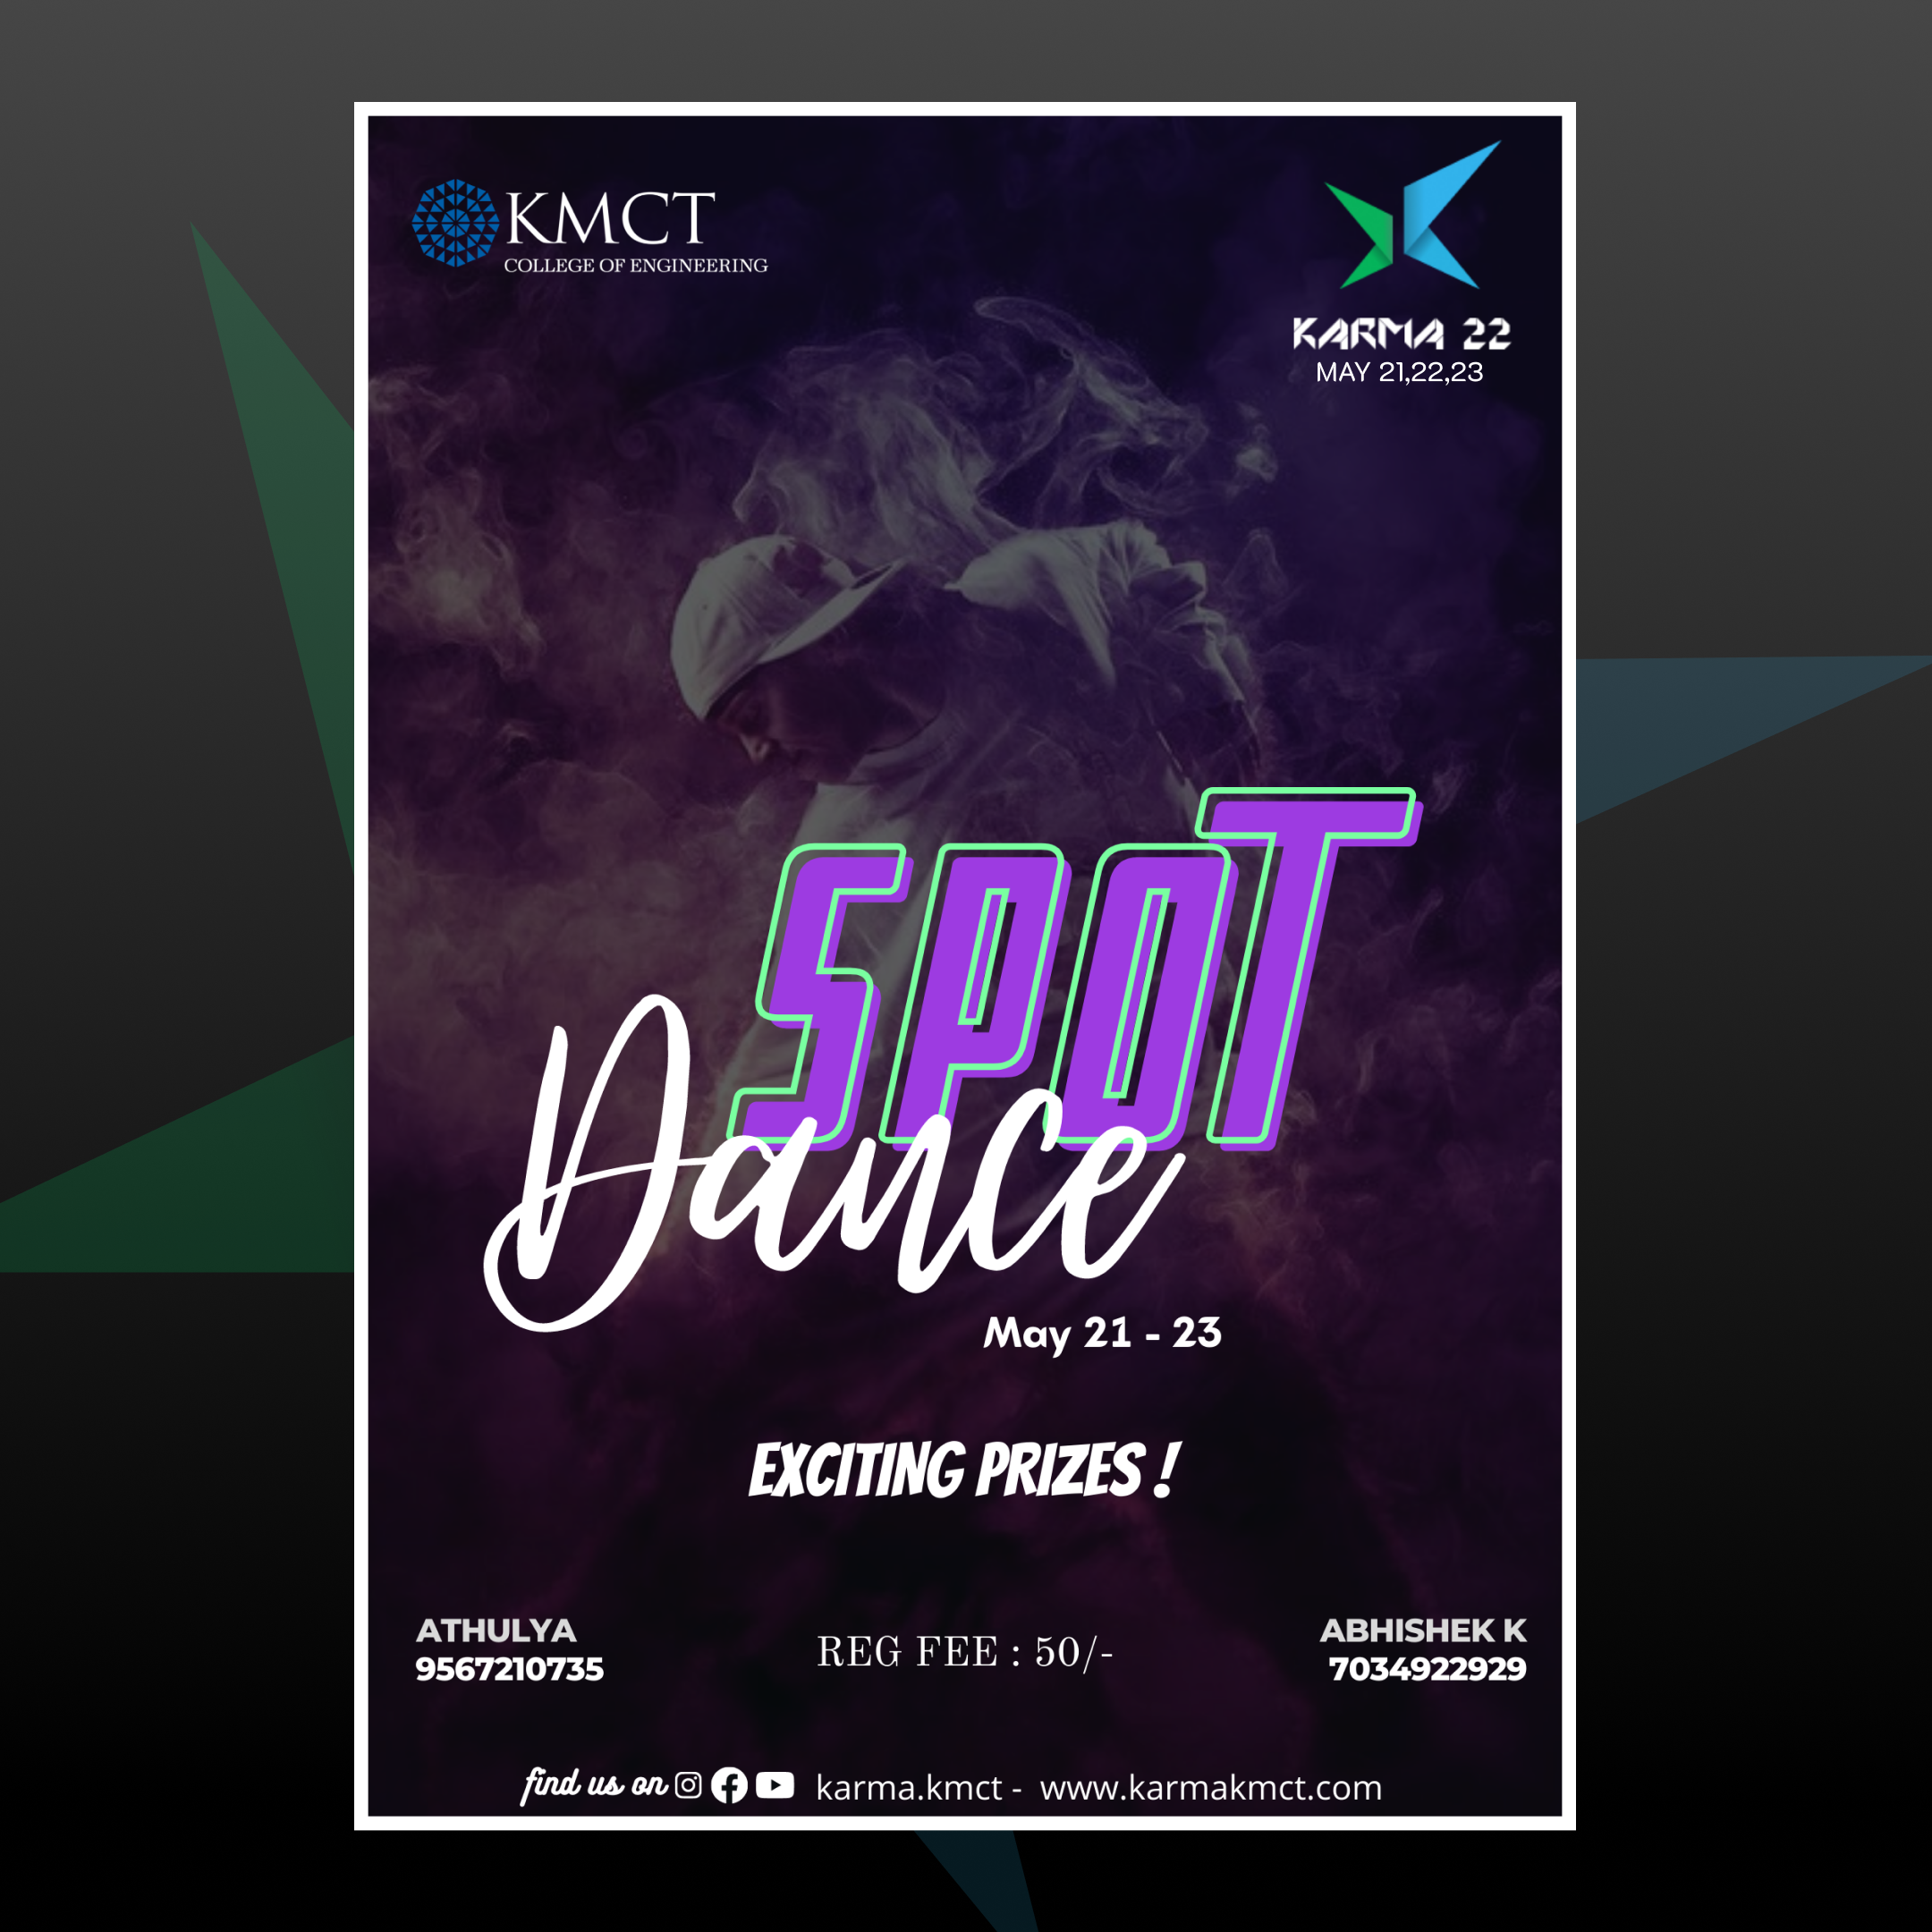 KMCT
COLLEGE OF ENGINEERING
KARMA 22
MAY 21,22,23
SPOT
Dance
May 21 - 23
EXCITING PRIZES !
ATHULYA
9567210735
REG FEE : 50/-
ABHISHEK K
7034922929
find us on karma.kmct - www.karmakmct.com